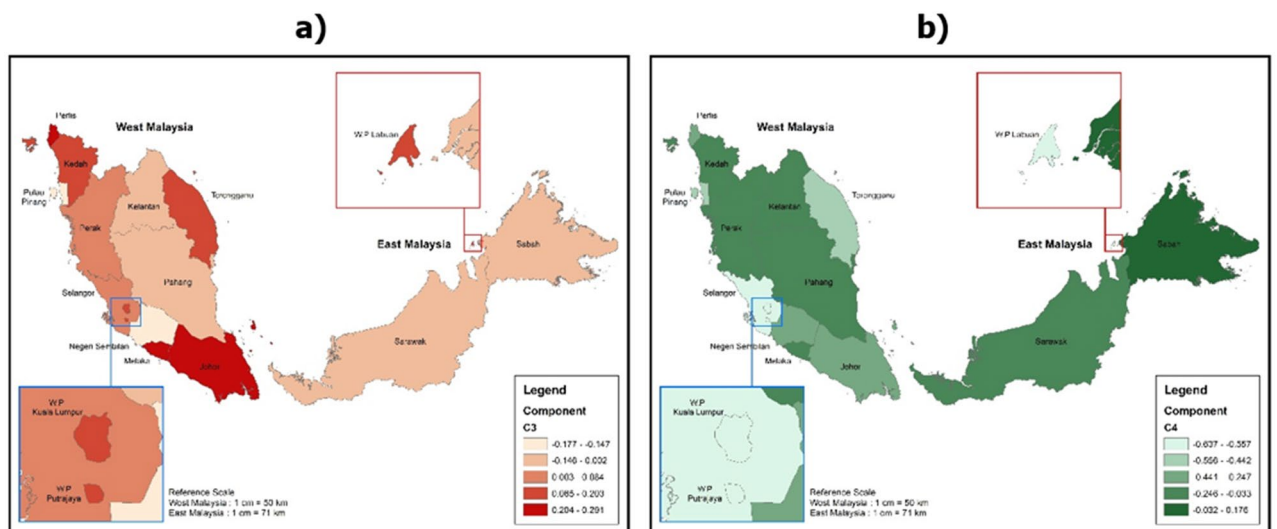 a)
Perlis
West Malaysia
Kedah
Pulau
Pinang
Perak
Kelantan
Torongganu
Pahang
Selangor
Negeri Sembilan
Melaka
Johor
W.P Labuan
East Malaysia
Sabah
Sarawak
W.P
Kuala Lumpur
W.P
Putrajaya
Reference Scale
West Malaysia : 1 cm = 50 km
East Malaysia : 1 cm = 71 km
Legend
Component
C3
-0.177 - -0.147
-0.146 - 0.002
0.003 - 0.084
0.085 - 0.203
0.204 - 0.291
b)
Perlis
West Malaysia
Kedah
Pulau
Pinang
Perak
Kelantan
Torongganu
Pahang
Selangor
Negeri Sembilan
Melaka
Johor
W.P Labuan
East Malaysia
Sabah
Sarawak
W.P
Kuala Lumpur
W.P
Putrajaya
Reference Scale
West Malaysia : 1 cm = 50 km
East Malaysia : 1 cm = 71 km
Legend
Component
C4
-0.637 - -0.557
-0.556 - -0.442
-0.441 - -0.247
-0.246 - -0.033
-0.032 - 0.176